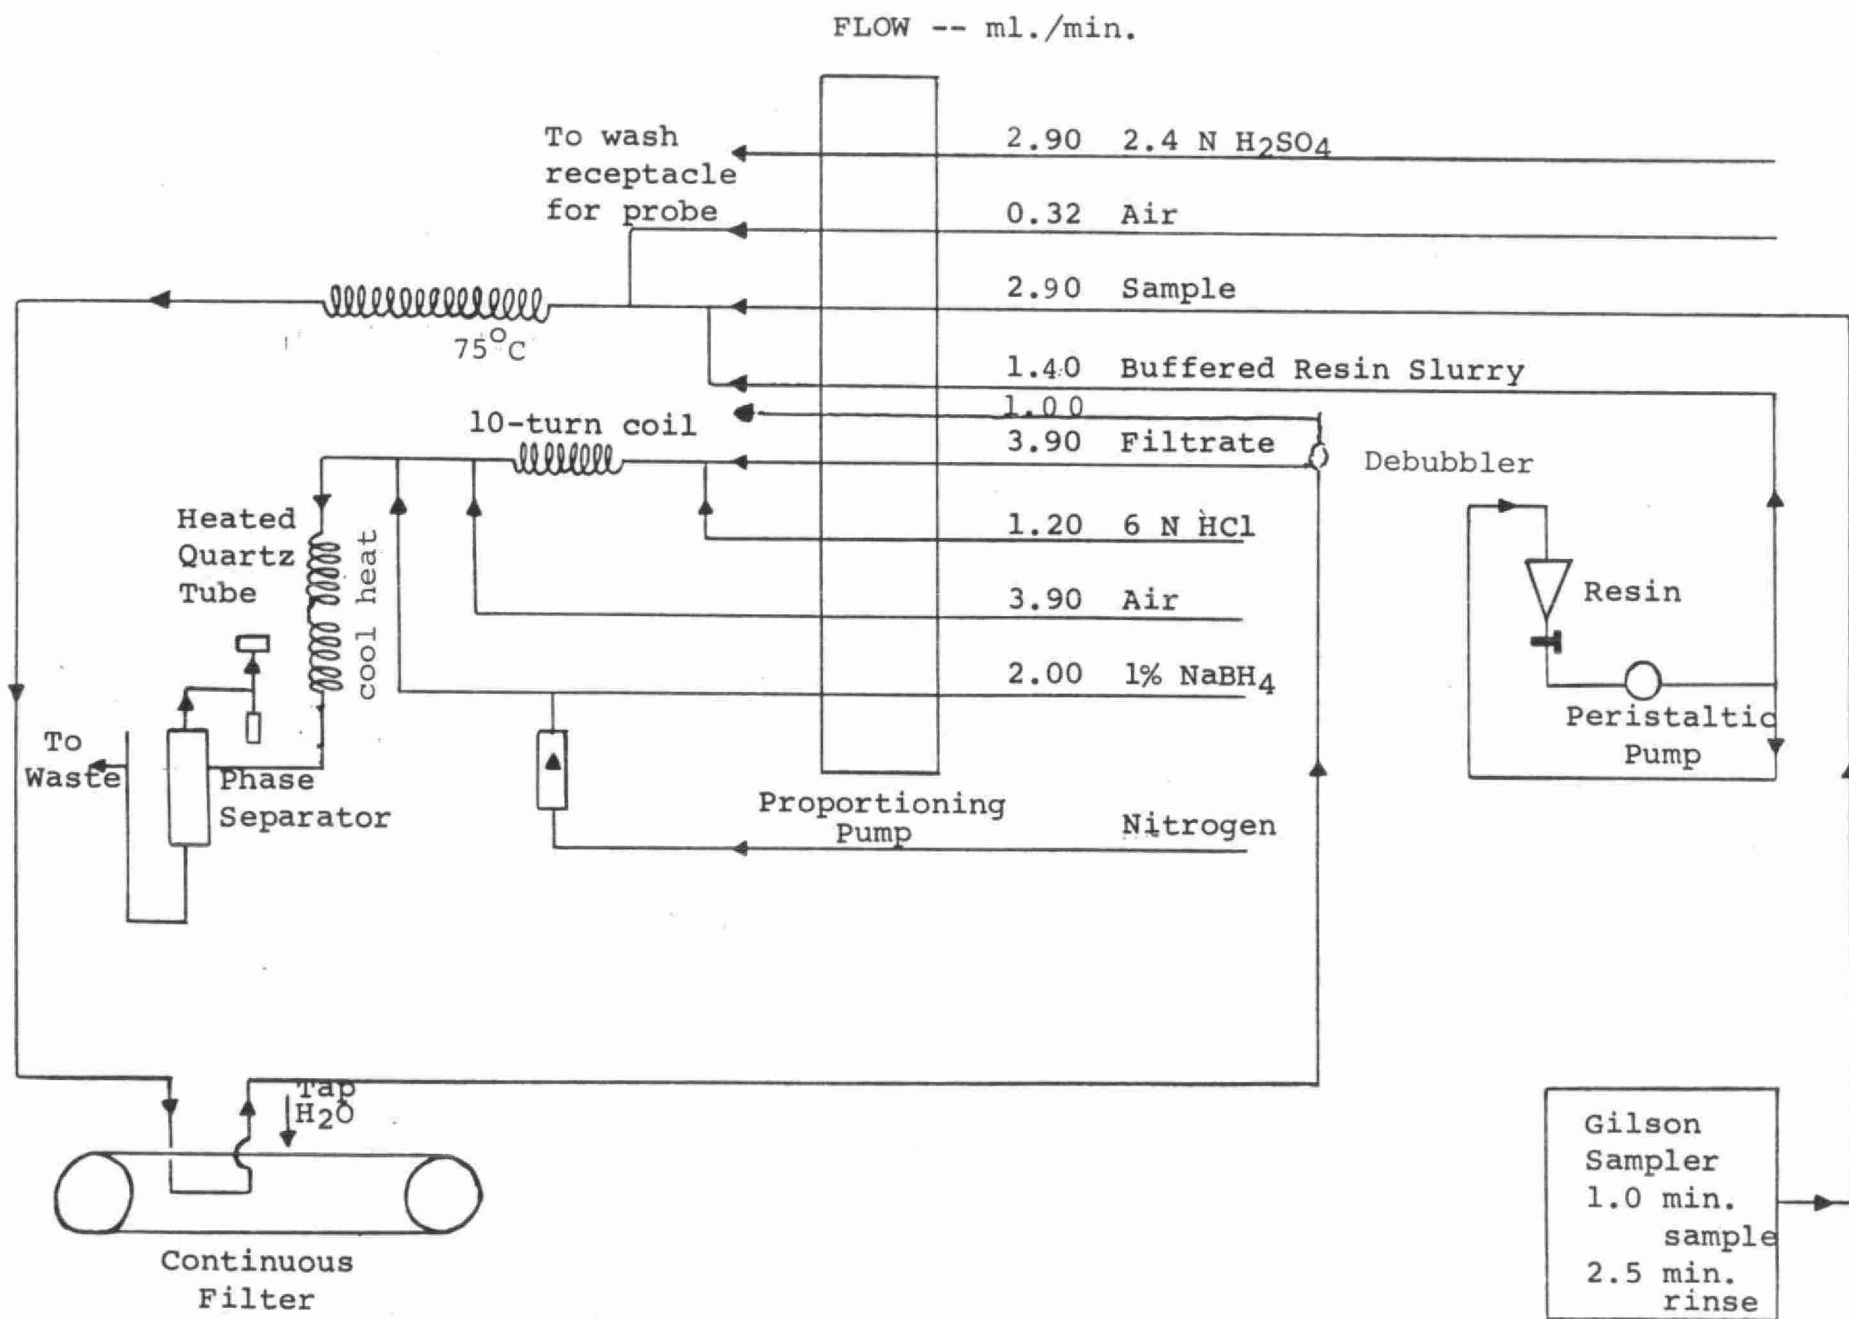 FLOW -- ml./min.
To wash
receptacle
for probe
2.90 2.4 N H2SO4
0.32 Air
2.90 Sample
75°C
1.40 Buffered Resin Slurry
1.00
10-turn coil
3.90 Filtrate
Debubbler
Heated
Quartz
Tube
cool heat
1.20 6 N HCl
3.90 Air
2.00 1% NaBH4
Resin
Peristaltic
Pump
To
Waste
Phase
Separator
Proportioning
Pump
Nitrogen
Tap
H2O
Continuous
Filter
Gilson
Sampler
1.0 min.
sample
2.5 min.
rinse